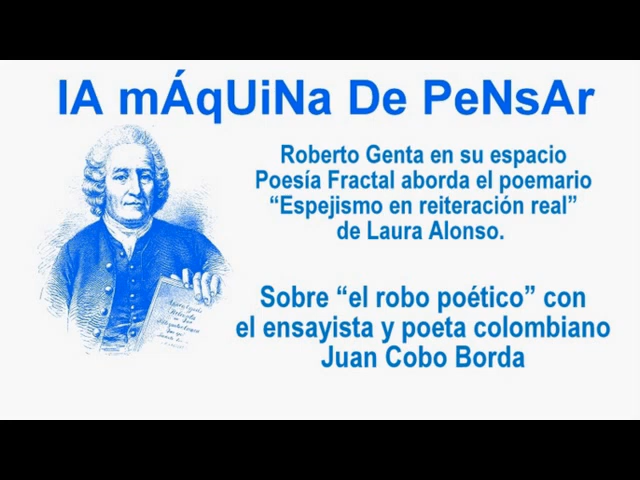 lA mÁqUiNa De PeNsAr
Roberto Genta en su espacio
Poesía Fractal aborda el poemario
“Espejismo en reiteración real”
de Laura Alonso.
Sobre “el robo poético” con
el ensayista y poeta colombiano
Juan Cobo Borda